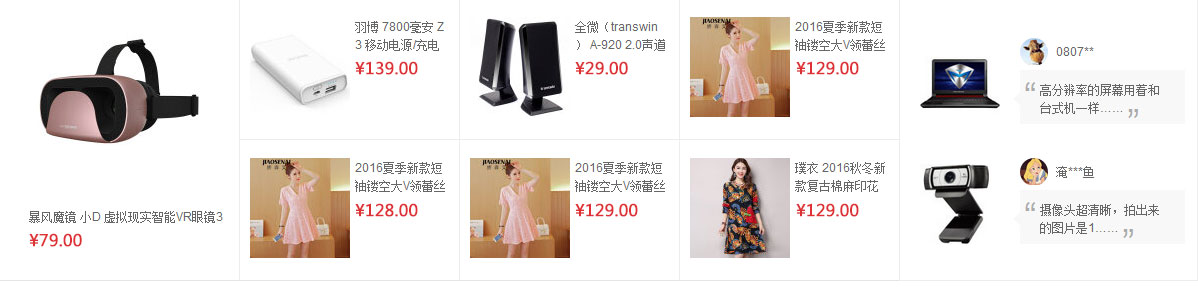 暴风魔镜 小D 虚拟现实智能VR眼镜3
¥79.00
羽博 7800毫安 Z
3 移动电源/充电
¥139.00
全微（transwin
） A-920 2.0声道
¥29.00
JIAOSENAI
2016夏季新款短
袖镂空大V领蕾丝
¥129.00
JIAOSENAI
2016夏季新款短
袖镂空大V领蕾丝
¥128.00
JIAOSENAI
2016夏季新款短
袖镂空大V领蕾丝
¥129.00
璞衣 2016秋冬新
款复古棉麻印花
¥129.00
0807**
“ 高分辨率的屏幕用着和
台式机一样…… ”
淹***鱼
“ 摄像头超清晰，拍出来
的图片是1…… ”